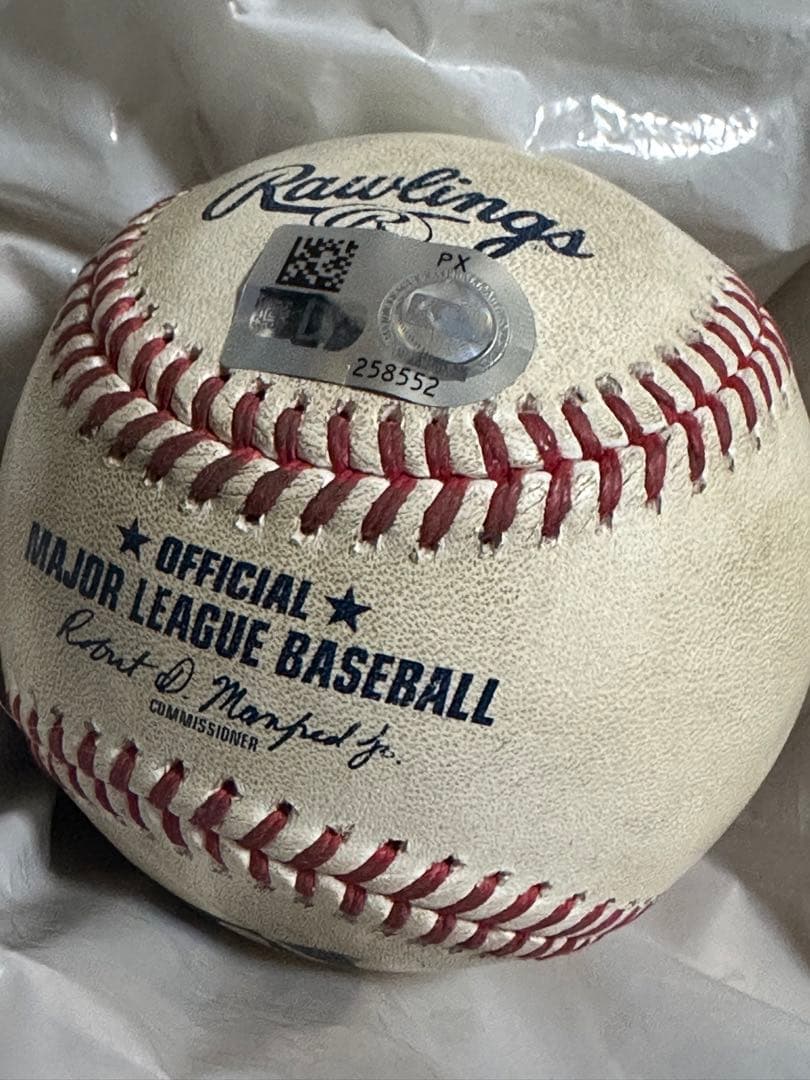 Rawlings
R
PX
258552
★ OFFICIAL ★
MAJOR LEAGUE BASEBALL
Robert D. Manfred Jr.
COMMISSIONER